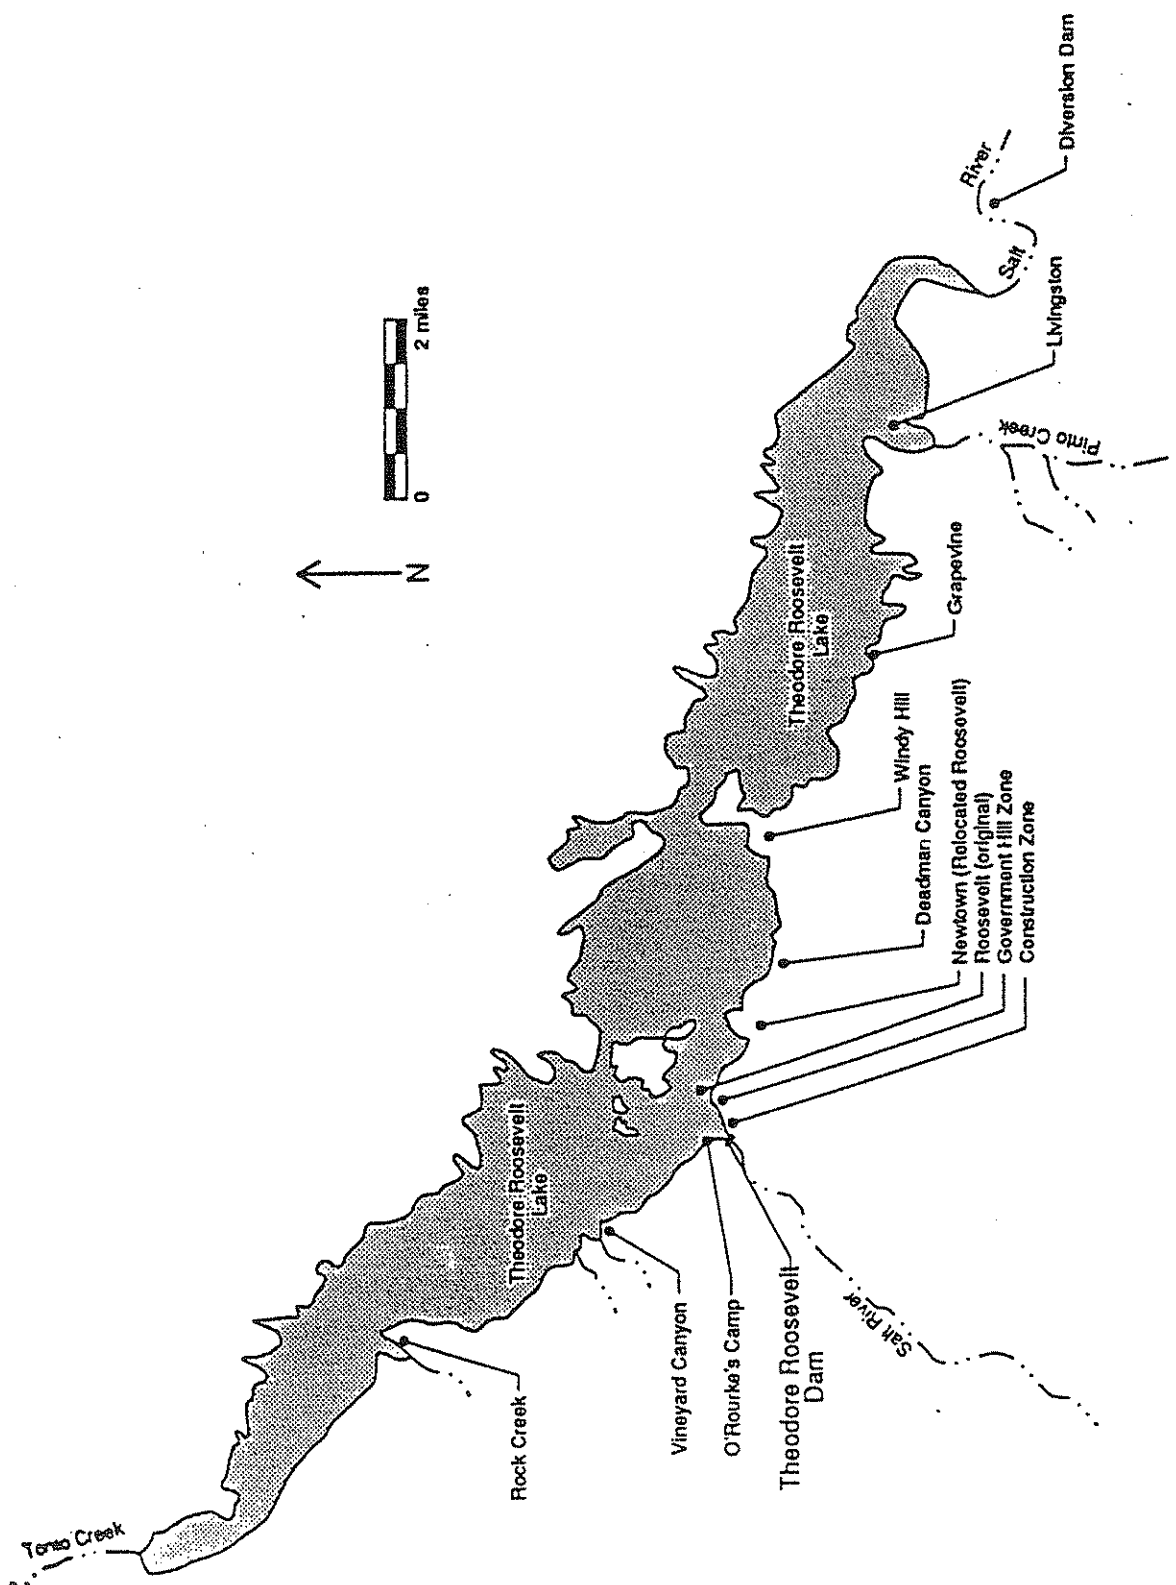 Tonto Creek
Rock Creek
Theodore Roosevelt
Lake
Vineyard Canyon
O'Rourke's Camp
Theodore Roosevelt
Dam
Salt River
Newtown (Relocated Roosevelt)
Roosevelt (original)
Government Hill Zone
Construction Zone
Deadman Canyon
Windy Hill
Theodore Roosevelt
Lake
Grapevine
N
0
2 miles
Pinto Creek
Livingston
Salt
River
Diversion Dam